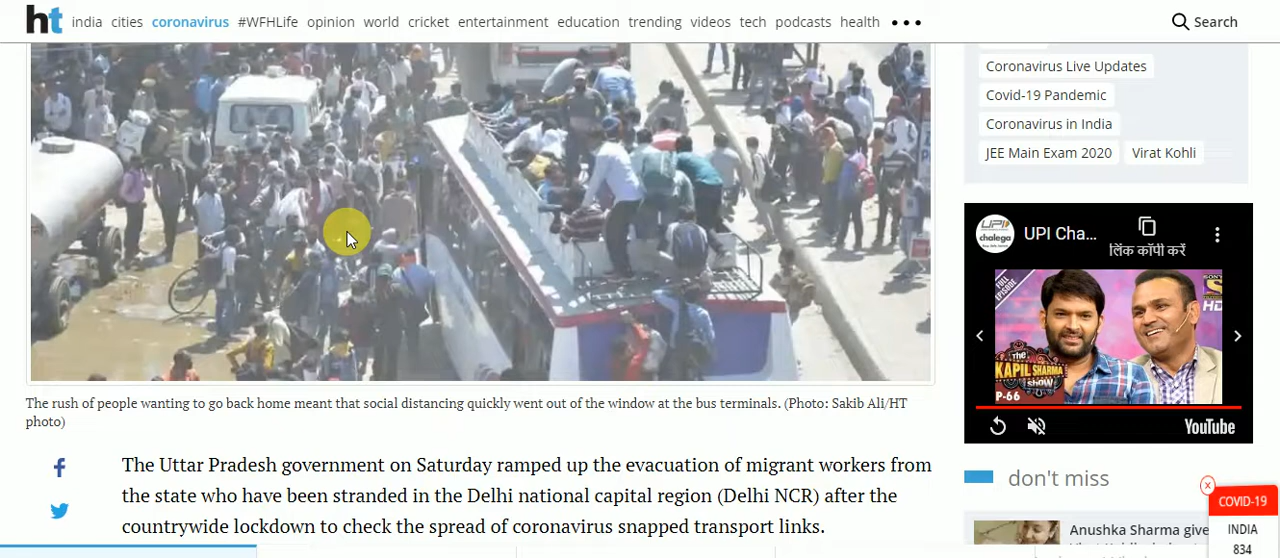 ht india cities coronavirus #WFHLife opinion world cricket entertainment education trending videos tech podcasts health ••• Search
Coronavirus Live Updates
Covid-19 Pandemic
Coronavirus in India
JEE Main Exam 2020 Virat Kohli
UPI chalega UPI Cha...
लिंक कॉपी करें
FULL EPISODE
SONY
HD
The
KAPIL SHARMA
Show
P-66
YouTube
The rush of people wanting to go back home meant that social distancing quickly went out of the window at the bus terminals. (Photo: Sakib Ali/HT
photo)
The Uttar Pradesh government on Saturday ramped up the evacuation of migrant workers from
the state who have been stranded in the Delhi national capital region (Delhi NCR) after the
countrywide lockdown to check the spread of coronavirus snapped transport links.
don't miss
Anushka Sharma give
x
COVID-19
INDIA
834